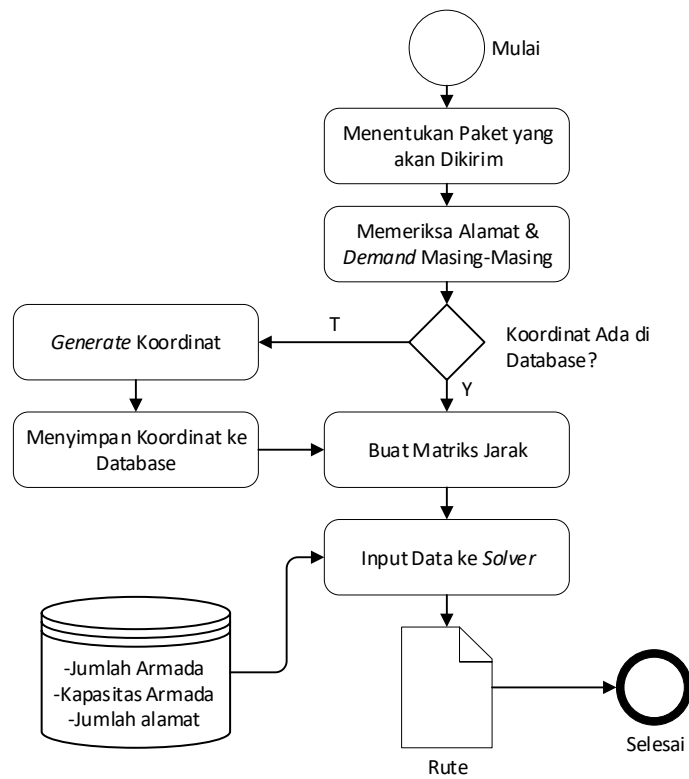 Mulai
Menentukan Paket yang
akan Dikirim
Memeriksa Alamat &
Demand Masing-Masing
T
Koordinat Ada di
Database?
Generate Koordinat
Y
Menyimpan Koordinat ke
Database
Buat Matriks Jarak
Input Data ke Solver
-Jumlah Armada
-Kapasitas Armada
-Jumlah alamat
Rute
Selesai